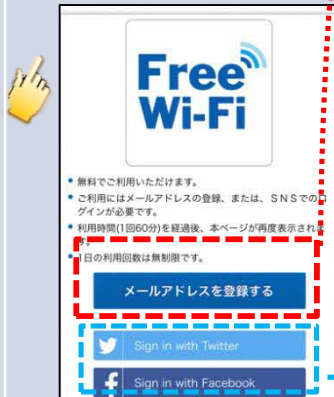 Free
Wi-Fi
• 無料でご利用いただけます。
• ご利用にはメールアドレスの登録、または、SNSでのロ
グインが必要です。
• 利用時間(1回60分)を経過後、本ページが再度表示されま
す。
• 1日の利用回数は無制限です。
メールアドレスを登録する
Sign in with Twitter
Sign in with Facebook